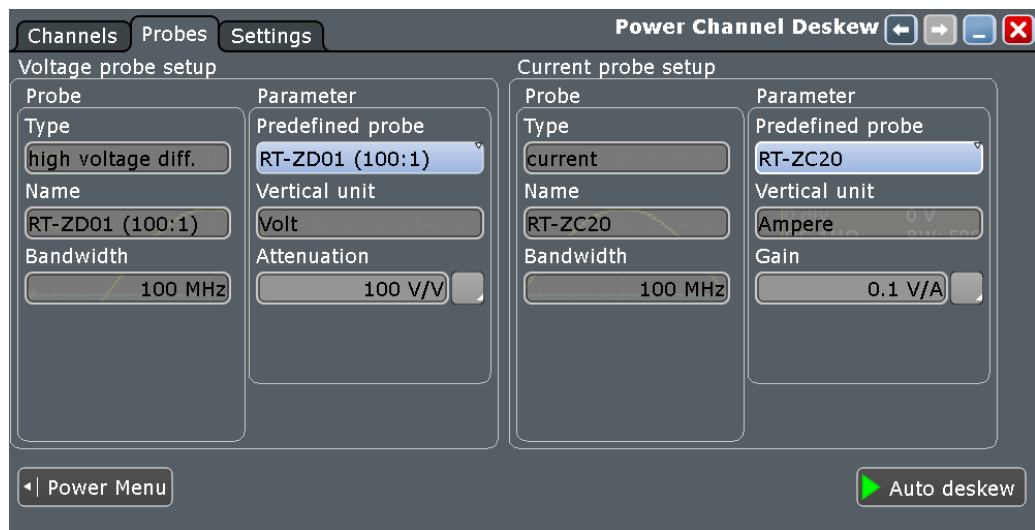 Channels Probes Settings Power Channel Deskew
Voltage probe setup
Probe
Type
high voltage diff.
Name
RT-ZD01 (100:1)
Bandwidth
100 MHz
Parameter
Predefined probe
RT-ZD01 (100:1)
Vertical unit
Volt
Attenuation
100 V/V
Current probe setup
Probe
Type
current
Name
RT-ZC20
Bandwidth
100 MHz
Parameter
Predefined probe
RT-ZC20
Vertical unit
Ampere
0 V
Gain
0.1 V/A
Power Menu
Auto deskew